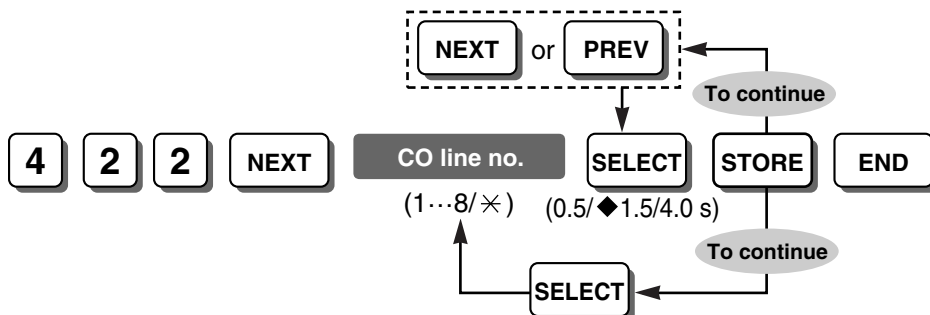 NEXT or PREV
To continue
4 2 2 NEXT CO line no. SELECT STORE END
(1···8/✳) (0.5/◆1.5/4.0 s)
To continue
SELECT